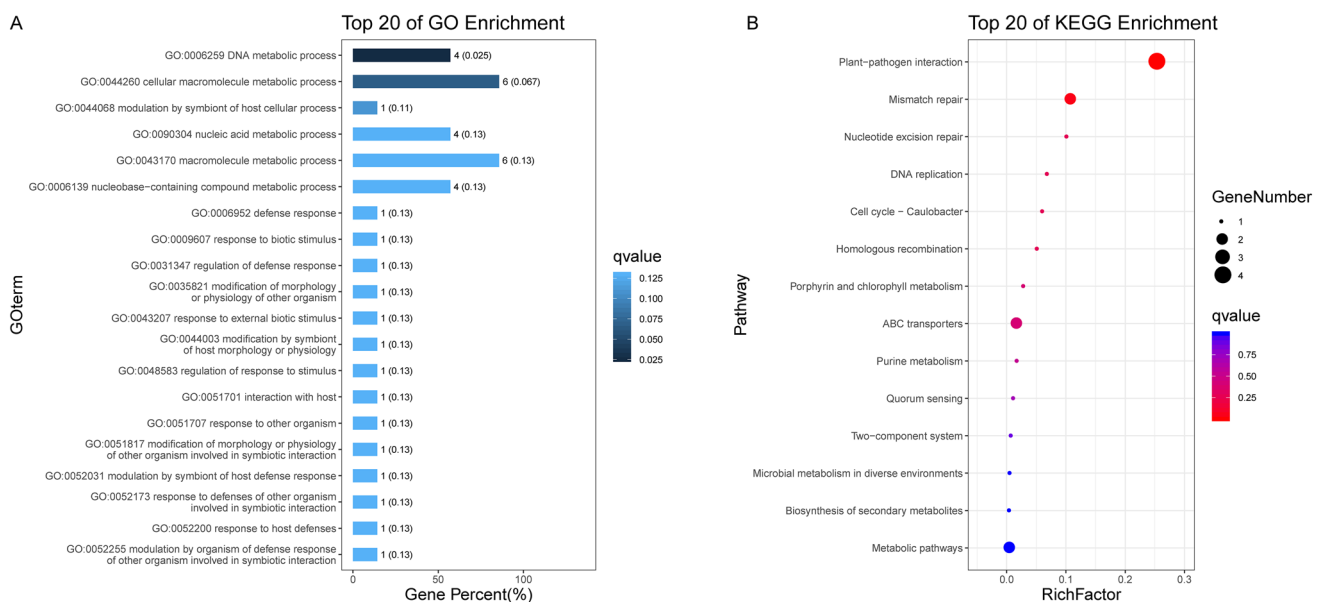 A
Top 20 of GO Enrichment
GO:0006259 DNA metabolic process
4 (0.025)
GO:0044260 cellular macromolecule metabolic process
6 (0.067)
GO:0044068 modulation by symbiont of host cellular process
1 (0.11)
GO:0090304 nucleic acid metabolic process
4 (0.13)
GO:0043170 macromolecule metabolic process
6 (0.13)
GO:0006139 nucleobase−containing compound metabolic process
4 (0.13)
GO:0006952 defense response
1 (0.13)
GO:0009607 response to biotic stimulus
1 (0.13)
GO:0031347 regulation of defense response
1 (0.13)
GO:0035821 modification of morphology
or physiology of other organism
1 (0.13)
GO:0043207 response to external biotic stimulus
1 (0.13)
GO:0044003 modification by symbiont
of host morphology or physiology
1 (0.13)
GO:0048583 regulation of response to stimulus
1 (0.13)
GO:0051701 interaction with host
1 (0.13)
GO:0051707 response to other organism
1 (0.13)
GO:0051817 modification of morphology or physiology
of other organism involved in symbiotic interaction
1 (0.13)
GO:0052031 modulation by symbiont of host defense response
1 (0.13)
GO:0052173 response to defenses of other organism
involved in symbiotic interaction
1 (0.13)
GO:0052200 response to host defenses
1 (0.13)
GO:0052255 modulation by organism of defense response
of other organism involved in symbiotic interaction
1 (0.13)
GOterm
0
50
100
Gene Percent(%)
qvalue
0.125
0.100
0.075
0.050
0.025
B
Top 20 of KEGG Enrichment
Plant−pathogen interaction
Mismatch repair
Nucleotide excision repair
DNA replication
Cell cycle − Caulobacter
Homologous recombination
Porphyrin and chlorophyll metabolism
ABC transporters
Purine metabolism
Quorum sensing
Two−component system
Microbial metabolism in diverse environments
Biosynthesis of secondary metabolites
Metabolic pathways
Pathway
0.0
0.1
0.2
0.3
RichFactor
GeneNumber
1
2
3
4
qvalue
0.75
0.50
0.25